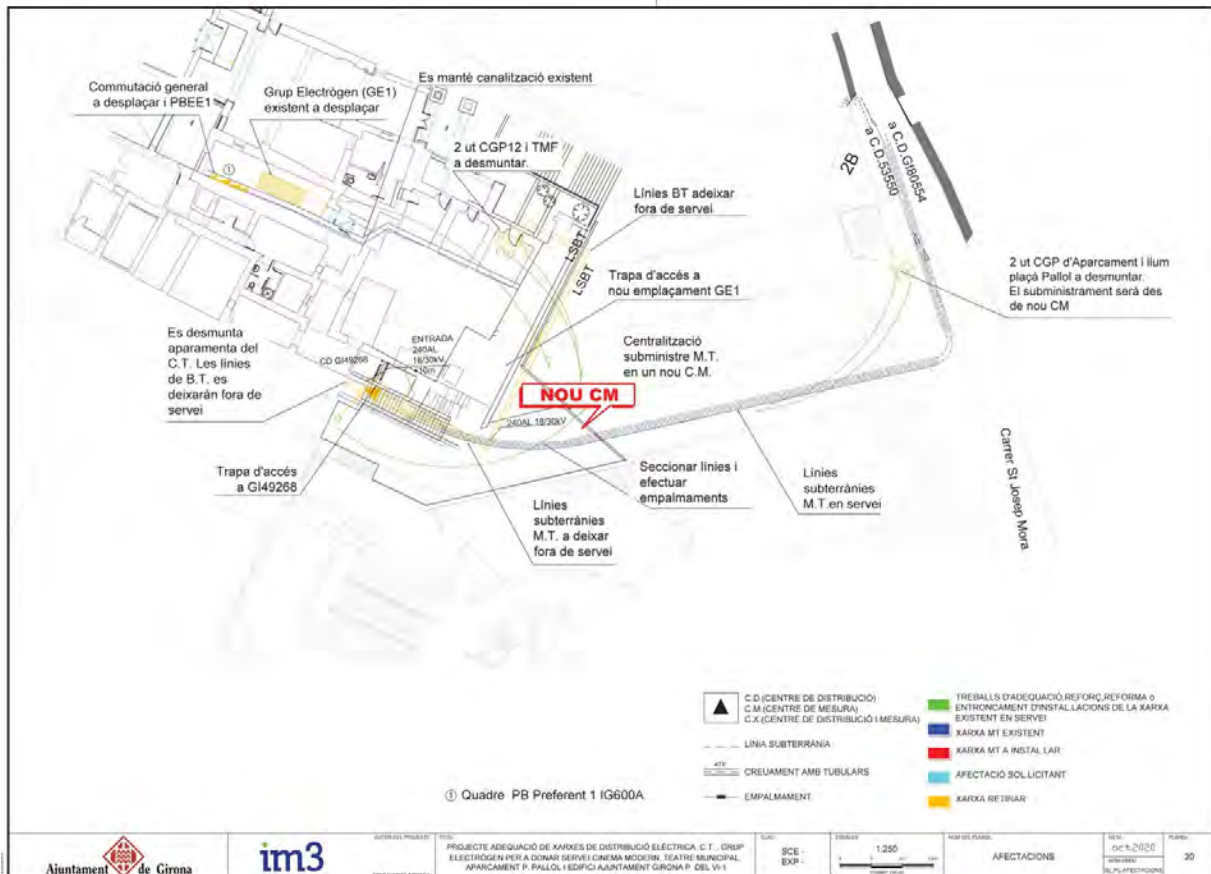 Es manté canalització existent
Commutació general
a desplaçar i PBEE1
Grup Electrògen (GE1)
existent a desplaçar
①
2 ut CGP12 i TMF
a desmuntar.
Línies BT adeixar
fora de servei
LSBT
LSBT
2B
a C.D.53550
a C.D.GI80554
Trapa d'accés a
nou emplaçament GE1
2 ut CGP d'Aparcament i llum
plaçà Pallol a desmuntar.
El subministrament serà des
de nou CM
Es desmunta
aparamenta del
C.T. Les línies
de B.T. es
deixaràn fora de
servei
CD GI49268
ENTRADA
240AL
18/30kV
Centralització
subministre M.T.
en un nou C.M.
NOU CM
240AL 18/30kV
Trapa d'accés
a GI49268
Seccionar línies i
efectuar
empalmaments
Línies
subterrànies
M.T.en servei
Línies
subterrànies
M.T. a deixar
fora de servei
Carrer St Josep Mora
C.D.(CENTRE DE DISTRIBUCIÓ)
C.M.(CENTRE DE MESURA)
C.X.(CENTRE DE DISTRIBUCIÓ I MESURA)
LINIA SUBTERRÀNIA
CREUAMENT AMB TUBULARS
EMPALMAMENT
TREBALLS D'ADEQUACIÓ,REFORÇ,REFORMA o
ENTRONCAMENT D'INSTAL.LACIONS DE LA XARXA
EXISTENT EN SERVEI
XARXA MT EXISTENT
XARXA MT A INSTAL.LAR
AFECTACIÓ SOL.LICITANT
XARXA RETIRAR
① Quadre PB Preferent 1 IG600A
Ajuntament de Girona
im3
PROJECTE ADEQUACIÓ DE XARXES DE DISTRIBUCIÓ ELÈCTRICA, C.T., GRUP
ELECTRÒGEN PER A DONAR SERVEI CINEMA MODERN, TEATRE MUNICIPAL,
APARCAMENT P. PALLOL I EDIFICI AJUNTAMENT GIRONA P. DEL VI-1
SCE -
EXP -
1:250
AFECTACIONS
oct.2020
30